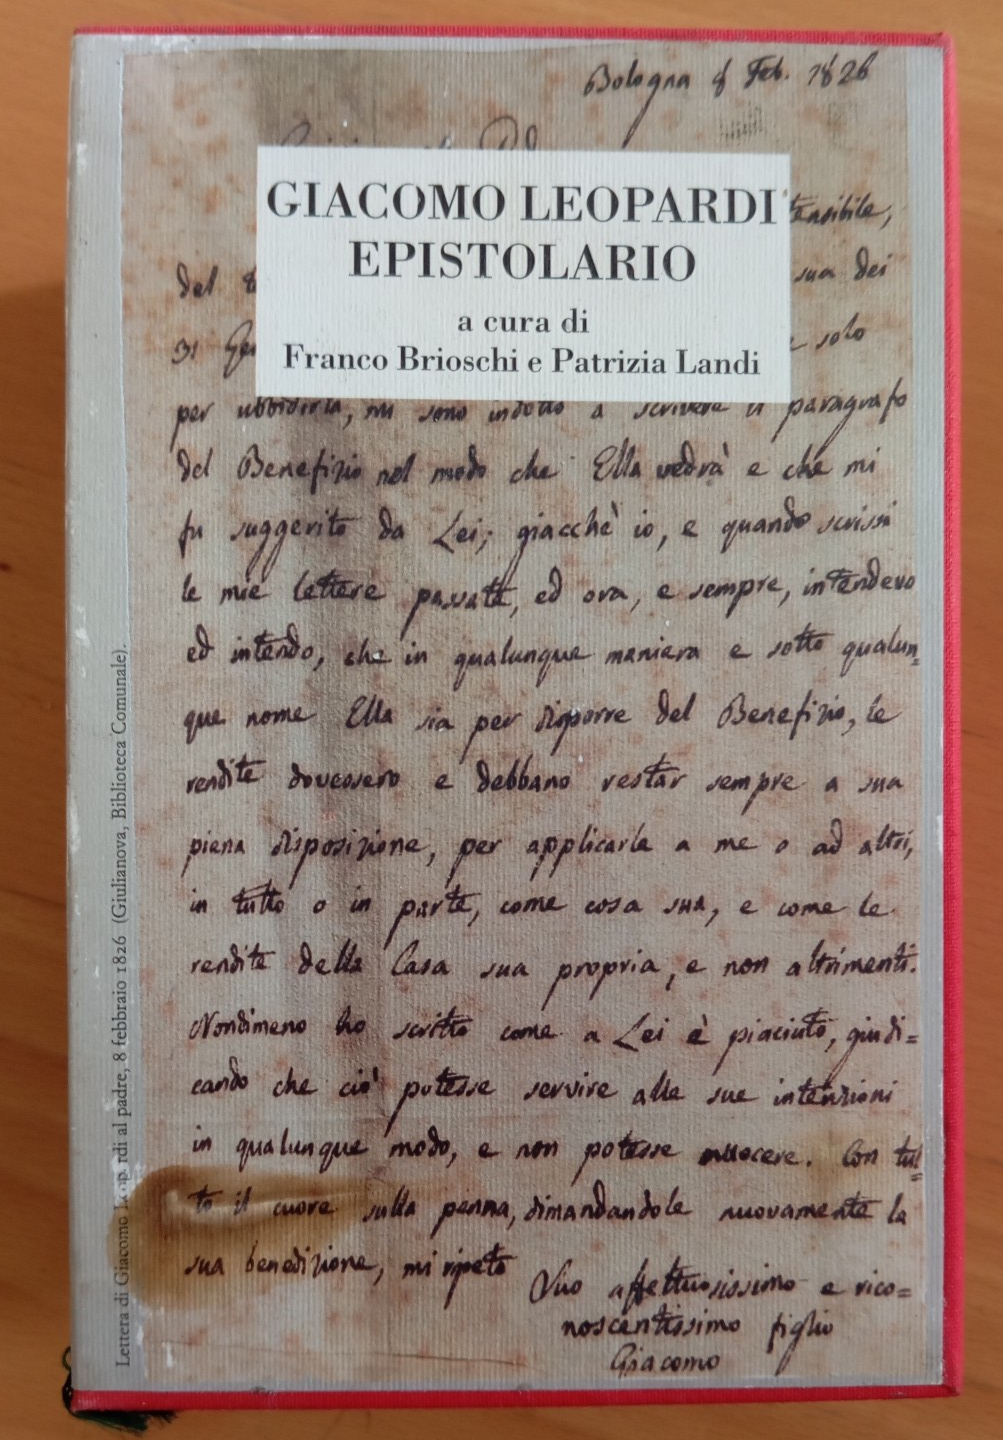 Bologna 8 Feb. 1826
GIACOMO LEOPARDI
EPISTOLARIO
a cura di
Franco Brioschi e Patrizia Landi
tensibile,
del
sua dei
31
solo
per ubbidirla, mi sono indotto a scrivere il paragrafo
del Benefizio nel modo che Ella vedrà e che mi
fu suggerito da Lei; giacchè io, e quando scrissi
le mie lettere passate, ed ora, e sempre, intendevo
ed intendo, che in qualunque maniera e sotto qualun=
que nome Ella sia per disporre del Benefizio, le
rendite dovessero e debbano restar sempre a sua
piena disposizione, per applicarle a me o ad altri,
in tutto o in parte, come cosa sua, e come le
rendite della Casa sua propria, e non altrimenti.
Nondimeno ho scritto come a Lei è piaciuto, giudi=
cando che ciò potesse servire alle sue intenzioni
in qualunque modo, e non potesse nuocere. Con tut=
to il cuore sulla penna, dimandandole nuovamente la
sua benedizione, mi ripeto
Suo affettuosissimo e rico=
noscentissimo figlio
Giacomo
Lettera di Giacomo Leopardi al padre, 8 febbraio 1826 (Giulianova, Biblioteca Comunale).